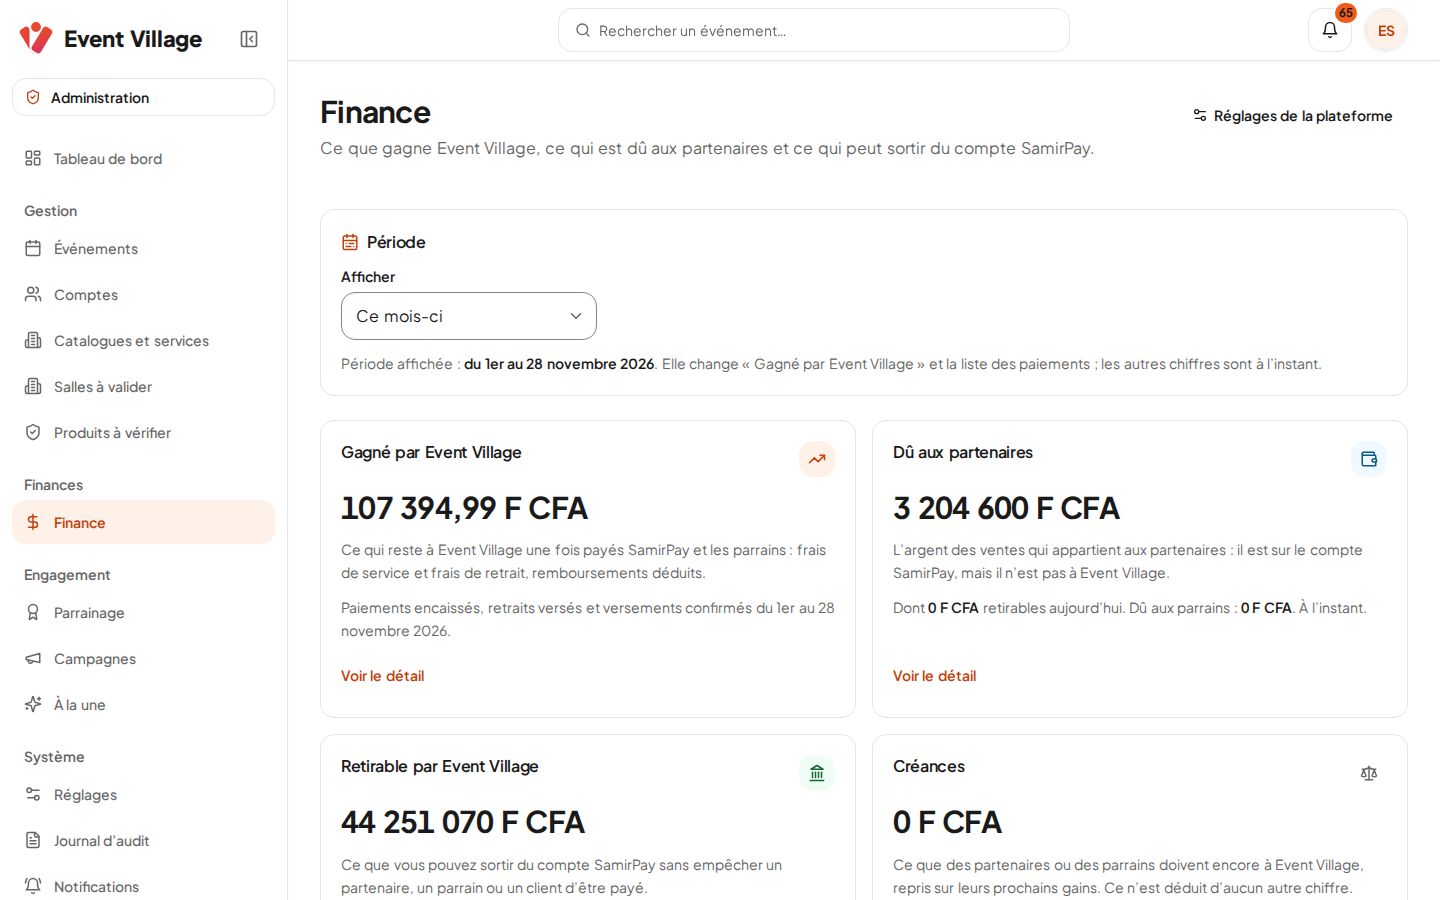 Event Village
Administration
Tableau de bord
Gestion
Événements
Comptes
Catalogues et services
Salles à valider
Produits à vérifier
Finances
Finance
Engagement
Parrainage
Campagnes
À la une
Système
Réglages
Journal d'audit
Notifications
Rechercher un événement…
65
ES
Finance
Réglages de la plateforme
Ce que gagne Event Village, ce qui est dû aux partenaires et ce qui peut sortir du compte SamirPay.
Période
Afficher
Ce mois-ci
Période affichée : du 1er au 28 novembre 2026. Elle change « Gagné par Event Village » et la liste des paiements ; les autres chiffres sont à l'instant.
Gagné par Event Village
107 394,99 F CFA
Ce qui reste à Event Village une fois payés SamirPay et les parrains : frais
de service et frais de retrait, remboursements déduits.
Paiements encaissés, retraits versés et versements confirmés du 1er au 28
novembre 2026.
Voir le détail
Dû aux partenaires
3 204 600 F CFA
L'argent des ventes qui appartient aux partenaires : il est sur le compte
SamirPay, mais il n'est pas à Event Village.
Dont 0 F CFA retirables aujourd'hui. Dû aux parrains : 0 F CFA. À l'instant.
Voir le détail
Retirable par Event Village
44 251 070 F CFA
Ce que vous pouvez sortir du compte SamirPay sans empêcher un
partenaire, un parrain ou un client d'être payé.
Créances
0 F CFA
Ce que des partenaires ou des parrains doivent encore à Event Village,
repris sur leurs prochains gains. Ce n'est déduit d'aucun autre chiffre.